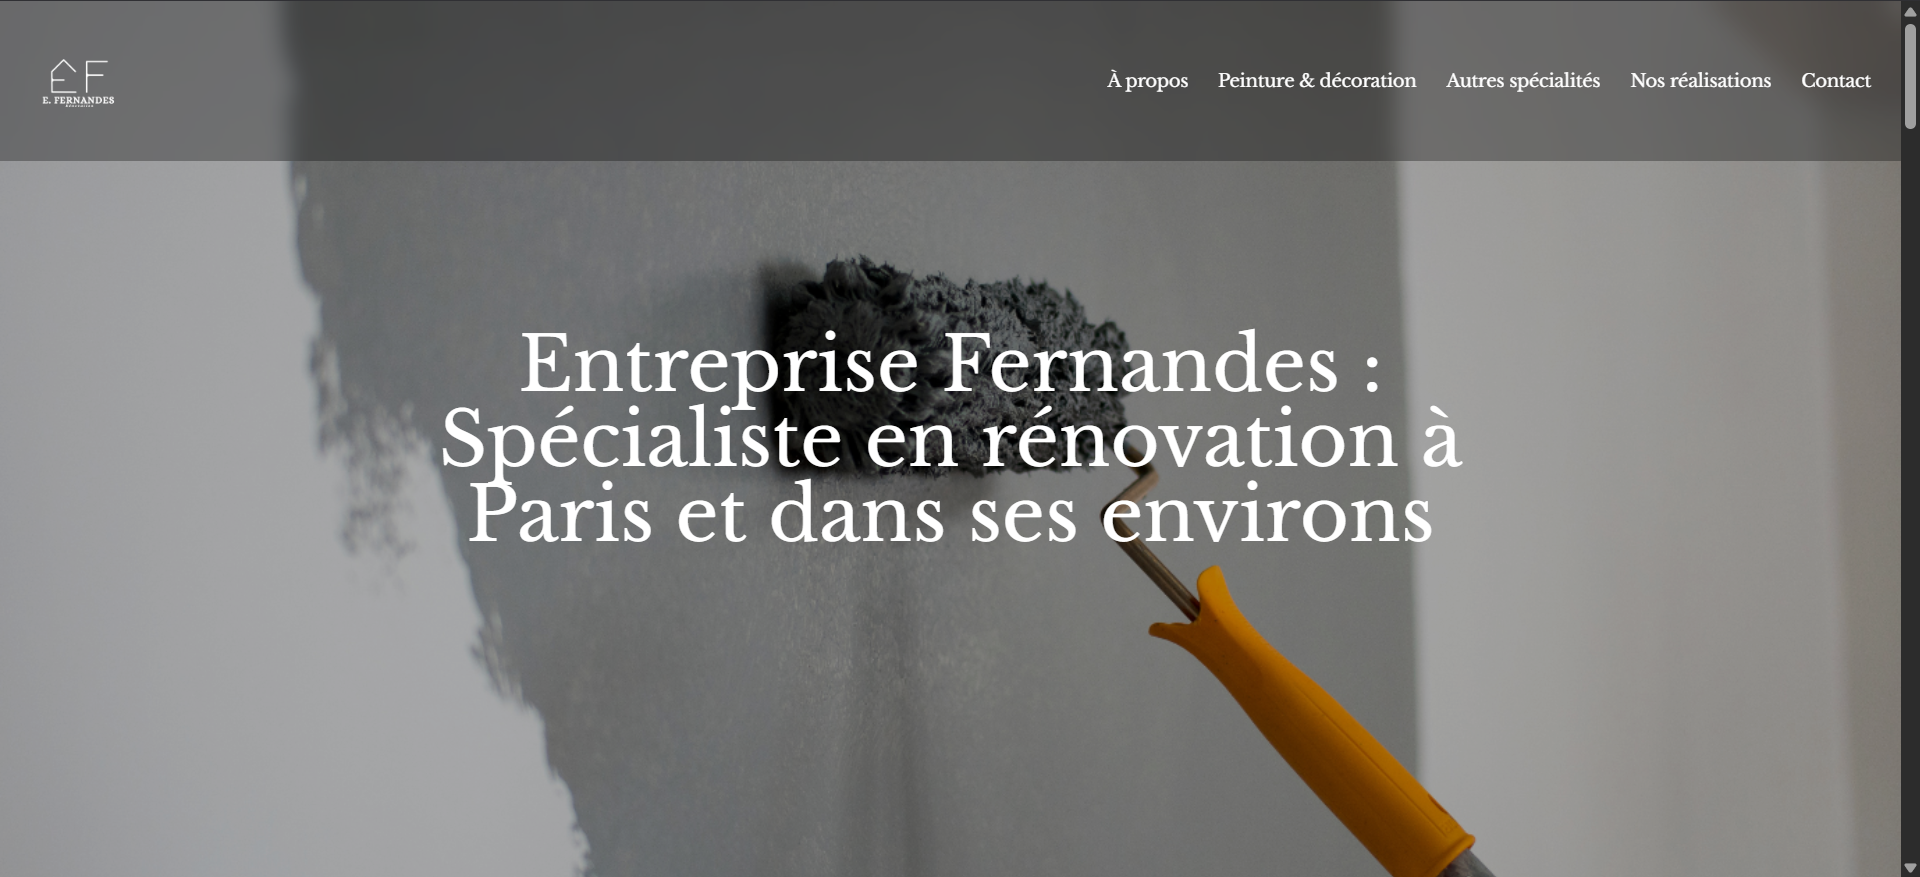 E. FERNANDES
À propos
Peinture & décoration
Autres spécialités
Nos réalisations
Contact
Entreprise Fernandes :
Spécialiste en rénovation à
Paris et dans ses environs